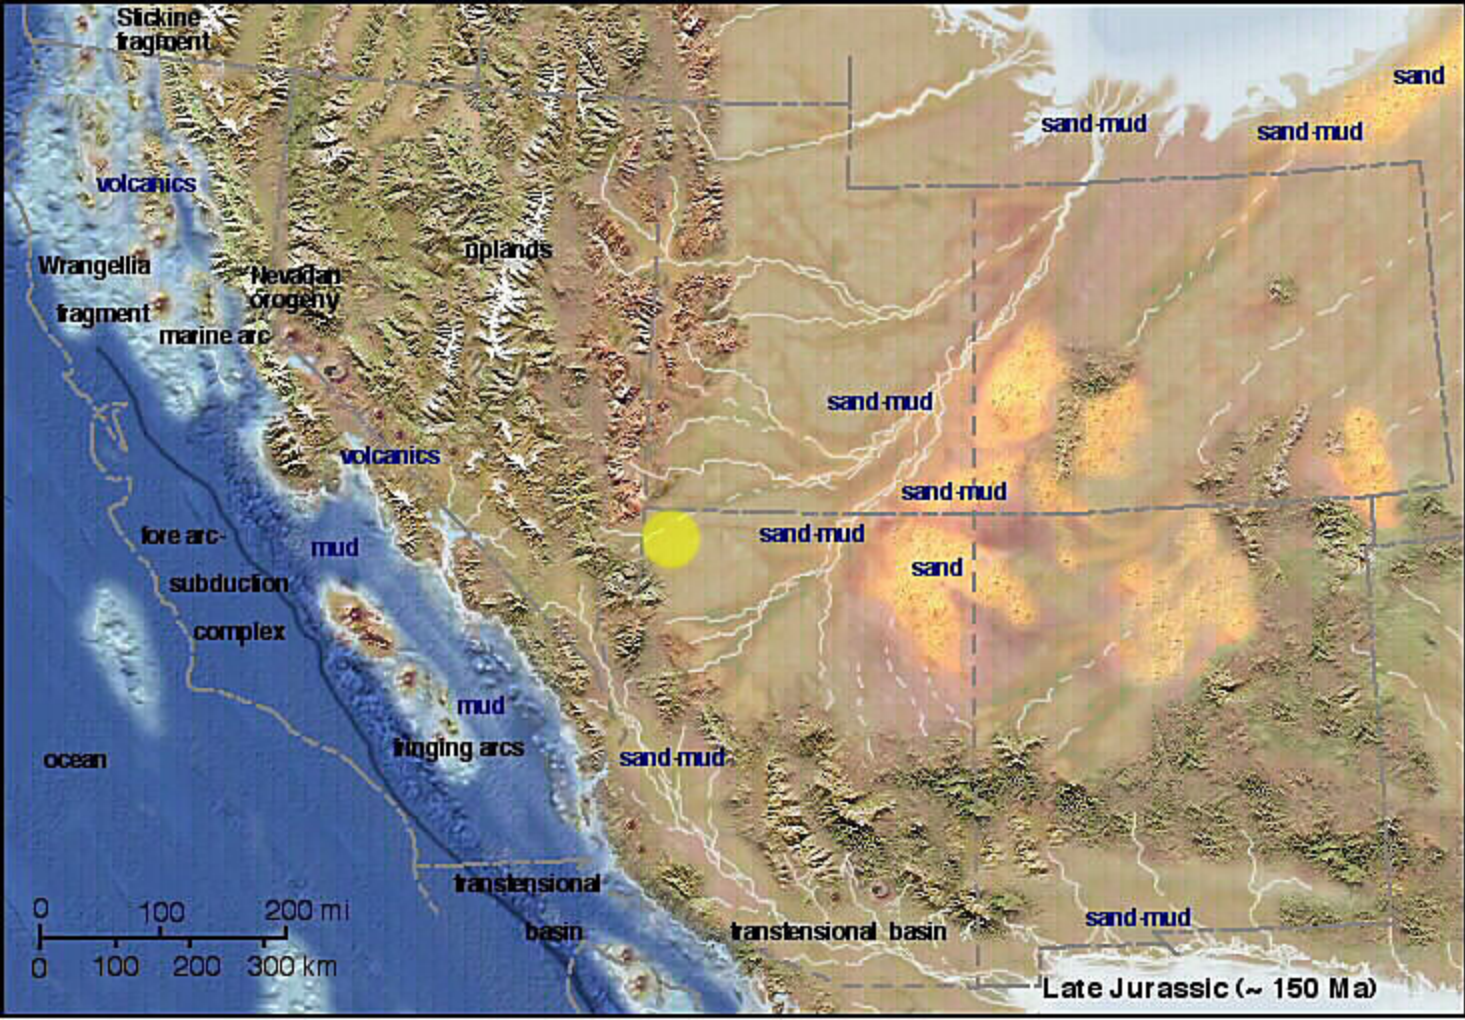 Stickine
fragment
sand
sand-mud
sand-mud
volcanics
uplands
Wrangellia
Nevadan
orogeny
fragment
marine arc
sand-mud
volcanics
sand-mud
fore arc-
mud
sand-mud
sand
subduction
complex
mud
fringing arcs
ocean
sand-mud
transtensional
0 100 200 mi
basin
transtensional basin
sand-mud
0 100 200 300 km
Late Jurassic (~ 150 Ma)